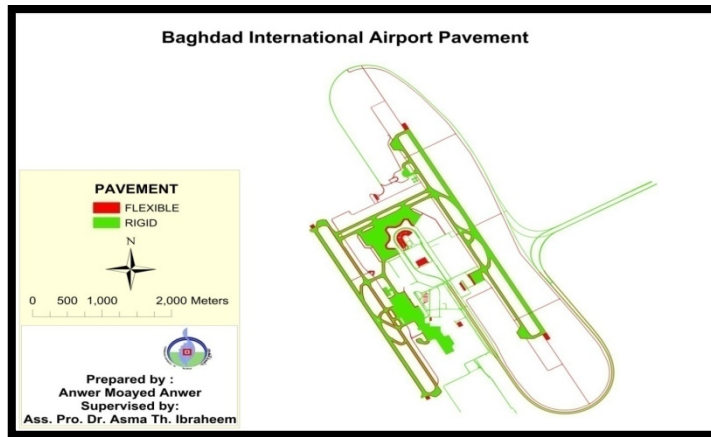 Baghdad International Airport Pavement
PAVEMENT
FLEXIBLE
RIGID
N
0 500 1,000 2,000 Meters
Prepared by :
Anwer Moayed Anwer
Supervised by:
Ass. Pro. Dr. Asma Th. Ibraheem